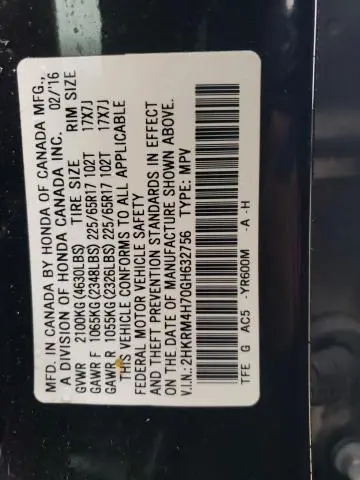 MFD. IN CANADA BY HONDA OF CANADA MFG.,
A DIVISION OF HONDA CANADA INC. 02/'16
TIRE SIZE RIM SIZE
GVWR 2100KG (4630LBS)
GAWR F 1065KG (2348LBS) 225/65R17 102T 17X7J
GAWR R 1055KG (2326LBS) 225/65R17 102T 17X7J
THIS VEHICLE CONFORMS TO ALL APPLICABLE
FEDERAL MOTOR VEHICLE SAFETY
AND THEFT PREVENTION STANDARDS IN EFFECT
ON THE DATE OF MANUFACTURE SHOWN ABOVE.
V.I.N.: 2HKRM4H70GH632756 TYPE: MPV
TFE G AC5 -YR600M -A -H